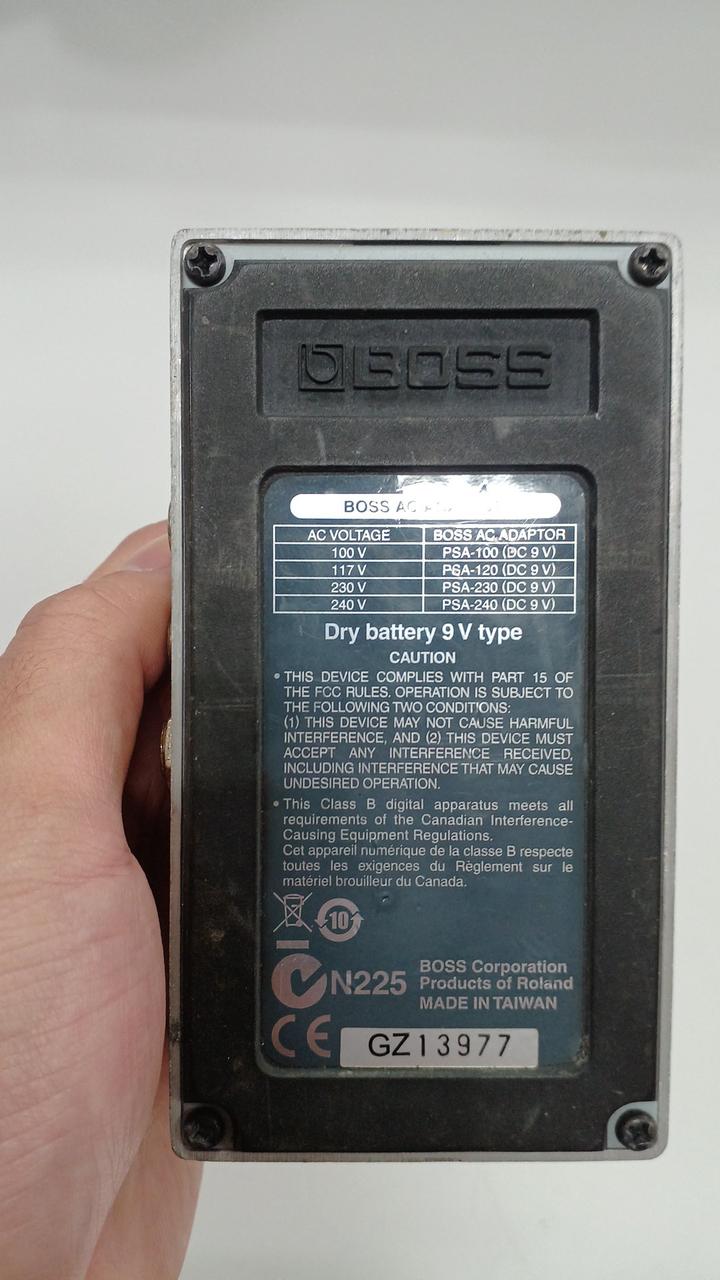 BOSS
BOSS AC
AC VOLTAGE BOSS AC ADAPTOR
100 V PSA-100 (DC 9 V)
117 V PSA-120 (DC 9 V)
230 V PSA-230 (DC 9 V)
240 V PSA-240 (DC 9 V)
Dry battery 9 V type
CAUTION
• THIS DEVICE COMPLIES WITH PART 15 OF
THE FCC RULES. OPERATION IS SUBJECT TO
THE FOLLOWING TWO CONDITIONS:
(1) THIS DEVICE MAY NOT CAUSE HARMFUL
INTERFERENCE, AND (2) THIS DEVICE MUST
ACCEPT ANY INTERFERENCE RECEIVED,
INCLUDING INTERFERENCE THAT MAY CAUSE
UNDESIRED OPERATION.
• This Class B digital apparatus meets all
requirements of the Canadian Interference-
Causing Equipment Regulations.
Cet appareil numérique de la classe B respecte
toutes les exigences du Règlement sur le
matériel brouilleur du Canada.
10
N225
BOSS Corporation
Products of Roland
MADE IN TAIWAN
CE
GZ13977